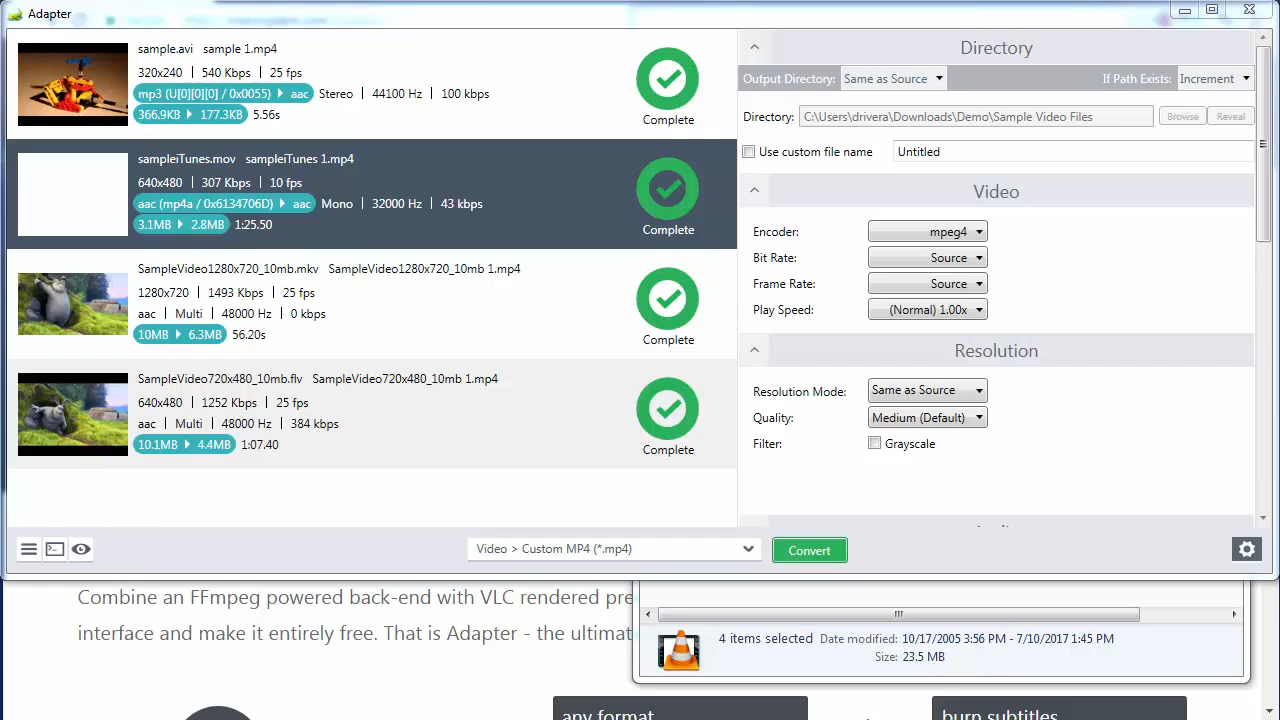 Adapter
sample.avi sample 1.mp4
320x240 | 540 Kbps | 25 fps
mp3 (U[0][0][0] / 0x0055) aac Stereo | 44100 Hz | 100 kbps
366.9KB 177.3KB 5.56s
Complete
sampleiTunes.mov sampleiTunes 1.mp4
640x480 | 307 Kbps | 10 fps
aac (mp4a / 0x6134706D) aac Mono | 32000 Hz | 43 kbps
3.1MB 2.8MB 1:25.50
Complete
SampleVideo1280x720_10mb.mkv SampleVideo1280x720_10mb 1.mp4
1280x720 | 1493 Kbps | 25 fps
aac | Multi | 48000 Hz | 0 kbps
10MB 6.3MB 56.20s
Complete
SampleVideo720x480_10mb.flv SampleVideo720x480_10mb 1.mp4
640x480 | 1252 Kbps | 25 fps
aac | Multi | 48000 Hz | 384 kbps
10.1MB 4.4MB 1:07.40
Complete
Directory
Output Directory: Same as Source If Path Exists: Increment
Directory: C:\Users\drivera\Downloads\Demo\Sample Video Files Browse Reveal
Use custom file name Untitled
Video
Encoder: mpeg4
Bit Rate: Source
Frame Rate: Source
Play Speed: (Normal) 1.00x
Resolution
Resolution Mode: Same as Source
Quality: Medium (Default)
Filter: Grayscale
Video > Custom MP4 (*.mp4) Convert
Combine an FFmpeg powered back-end with VLC rendered pre
interface and make it entirely free. That is Adapter - the ultimat
4 items selected Date modified: 10/17/2005 3:56 PM - 7/10/2017 1:45 PM
Size: 23.5 MB
any format
burn subtitles